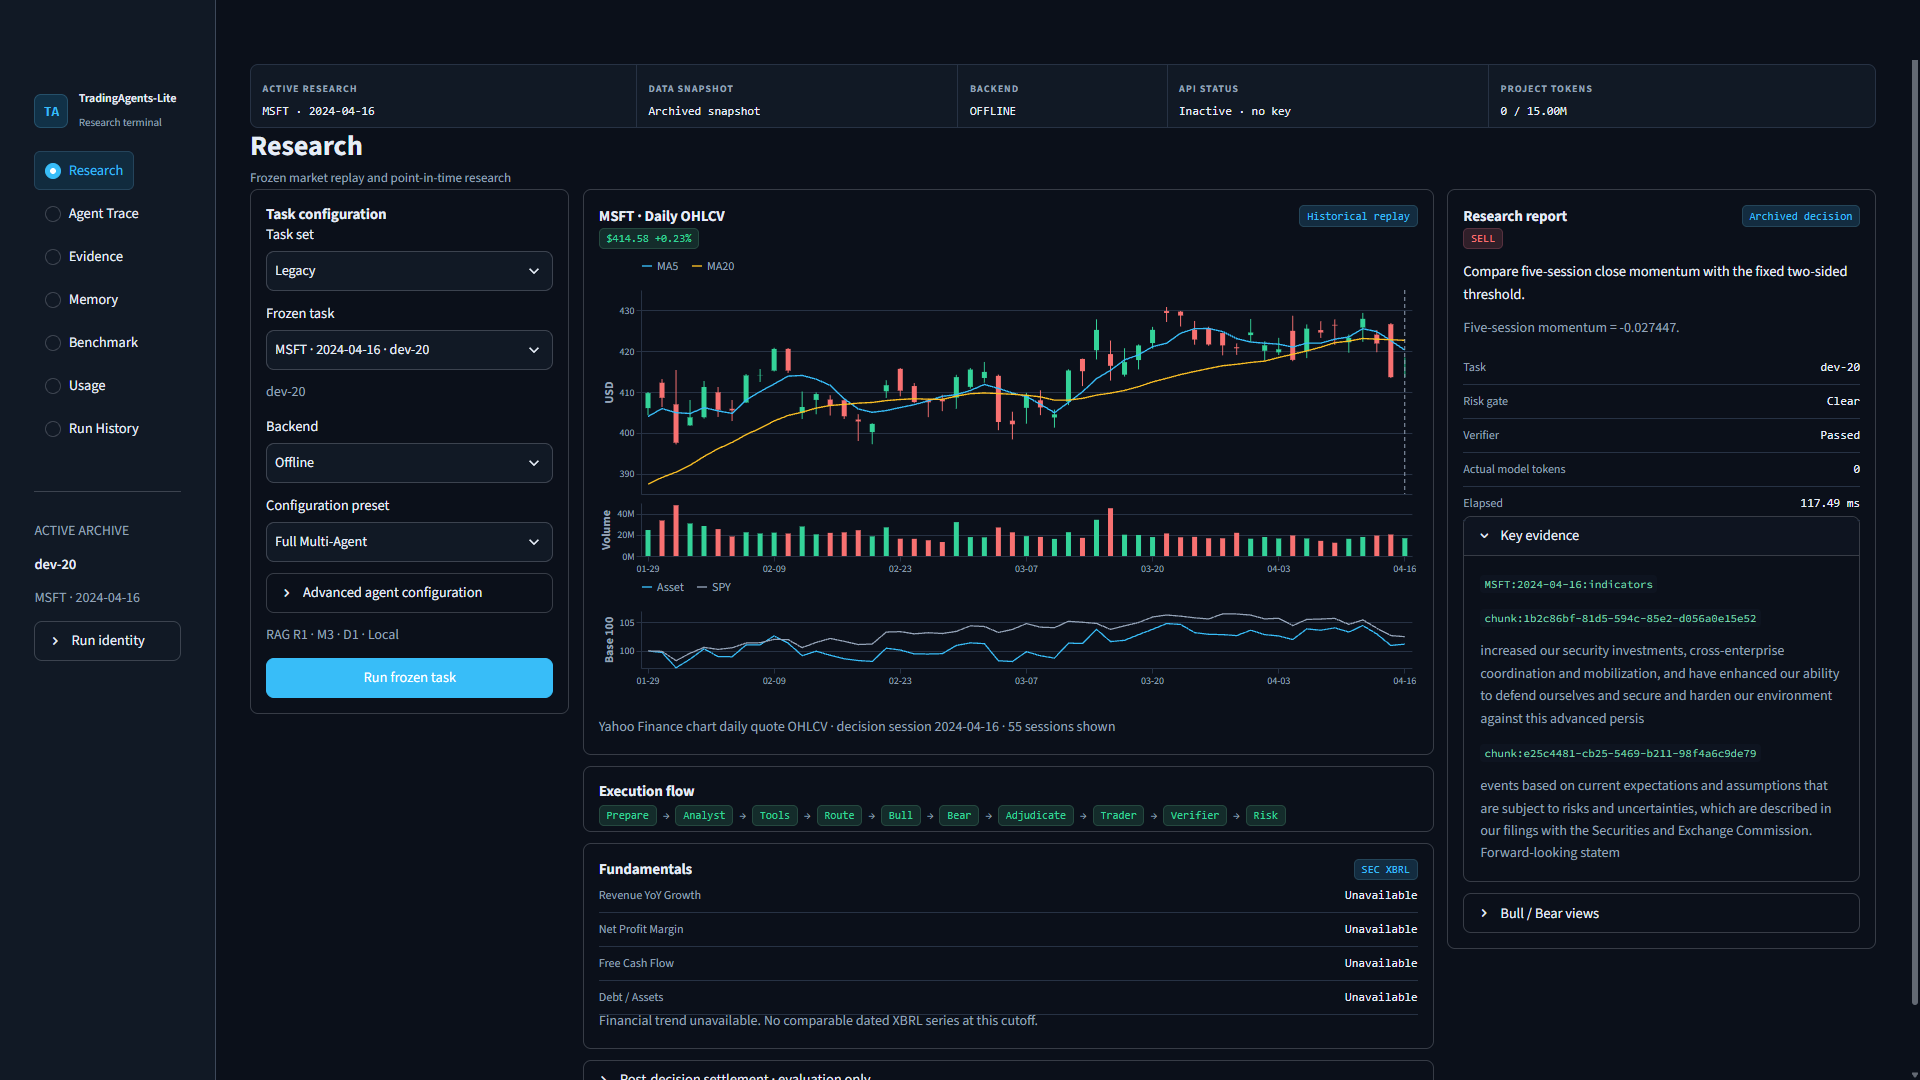 TA
TradingAgents-Lite
Research terminal
Research
Agent Trace
Evidence
Memory
Benchmark
Usage
Run History
ACTIVE ARCHIVE
dev-20
MSFT · 2024-04-16
Run identity
ACTIVE RESEARCH
MSFT · 2024-04-16
DATA SNAPSHOT
Archived snapshot
BACKEND
OFFLINE
API STATUS
Inactive · no key
PROJECT TOKENS
0 / 15.00M
Research
Frozen market replay and point-in-time research
Task configuration
Task set
Legacy
Frozen task
MSFT · 2024-04-16 · dev-20
dev-20
Backend
Offline
Configuration preset
Full Multi-Agent
Advanced agent configuration
RAG R1 · M3 · D1 · Local
Run frozen task
MSFT · Daily OHLCV
Historical replay
$414.58 +0.23%
MA5 MA20
430
420
410
400
390
USD
40M
20M
0M
Volume
01-29 02-09 02-23 03-07 03-20 04-03 04-16
Asset SPY
105
100
Base 100
01-29 02-09 02-23 03-07 03-20 04-03 04-16
Yahoo Finance chart daily quote OHLCV · decision session 2024-04-16 · 55 sessions shown
Execution flow
Prepare → Analyst → Tools → Route → Bull → Bear → Adjudicate → Trader → Verifier → Risk
Fundamentals
SEC XBRL
Revenue YoY Growth Unavailable
Net Profit Margin Unavailable
Free Cash Flow Unavailable
Debt / Assets Unavailable
Financial trend unavailable. No comparable dated XBRL series at this cutoff.
Post-decision settlement · evaluation only
Research report
Archived decision
SELL
Compare five-session close momentum with the fixed two-sided
threshold.
Five-session momentum = -0.027447.
Task dev-20
Risk gate Clear
Verifier Passed
Actual model tokens 0
Elapsed 117.49 ms
Key evidence
MSFT:2024-04-16:indicators
chunk:1b2c86bf-81d5-594c-85e2-d056a0e15e52
increased our security investments, cross-enterprise
coordination and mobilization, and have enhanced our ability
to defend ourselves and secure and harden our environment
against this advanced persis
chunk:e25c4481-cb25-5469-b211-98f4a6c9de79
events based on current expectations and assumptions that
are subject to risks and uncertainties, which are described in
our filings with the Securities and Exchange Commission.
Forward-looking statem
Bull / Bear views